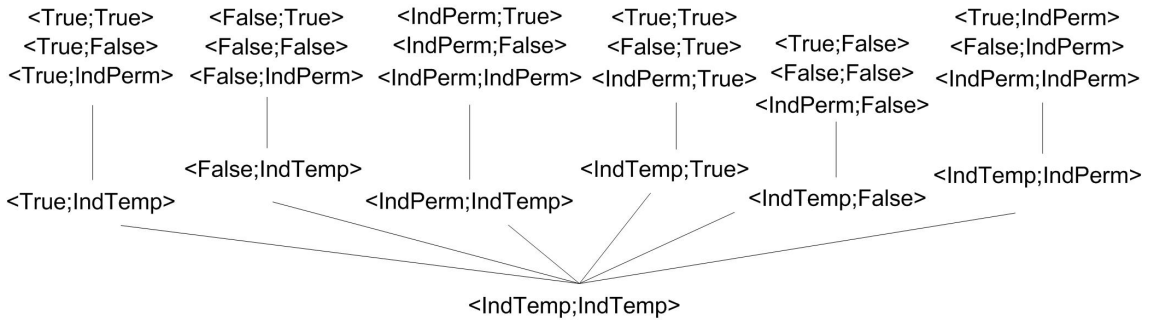 <True;True>
<True;False>
<True;IndPerm>
<False;True>
<False;False>
<False;IndPerm>
<IndPerm;True>
<IndPerm;False>
<IndPerm;IndPerm>
<True;True>
<False;True>
<IndPerm;True>
<True;False>
<False;False>
<IndPerm;False>
<True;IndPerm>
<False;IndPerm>
<IndPerm;IndPerm>
<True;IndTemp>
<False;IndTemp>
<IndPerm;IndTemp>
<IndTemp;True>
<IndTemp;False>
<IndTemp;IndPerm>
<IndTemp;IndTemp>